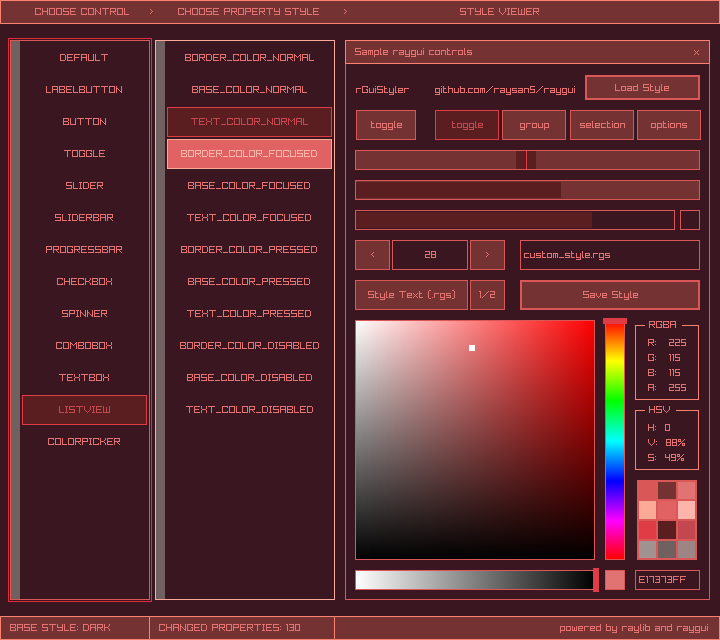 CHOOSE CONTROL > CHOOSE PROPERTY STYLE > STYLE VIEWER
DEFAULT
LABELBUTTON
BUTTON
TOGGLE
SLIDER
SLIDERBAR
PROGRESSBAR
CHECKBOX
SPINNER
COMBOBOX
TEXTBOX
LISTVIEW
COLORPICKER
BORDER_COLOR_NORMAL
BASE_COLOR_NORMAL
TEXT_COLOR_NORMAL
BORDER_COLOR_FOCUSED
BASE_COLOR_FOCUSED
TEXT_COLOR_FOCUSED
BORDER_COLOR_PRESSED
BASE_COLOR_PRESSED
TEXT_COLOR_PRESSED
BORDER_COLOR_DISABLED
BASE_COLOR_DISABLED
TEXT_COLOR_DISABLED
Sample raygui controls ×
rGuiStyler github.com/raysan5/raygui Load Style
toggle toggle group selection options
< 28 > custom_style.rgs
Style Text (.rgs) 1/2 Save Style
RGBA
R: 225
G: 115
B: 115
A: 255
HSV
H: 0
V: 88%
S: 49%
E17373FF
BASE STYLE: DARK CHANGED PROPERTIES: 130 powered by raylib and raygui